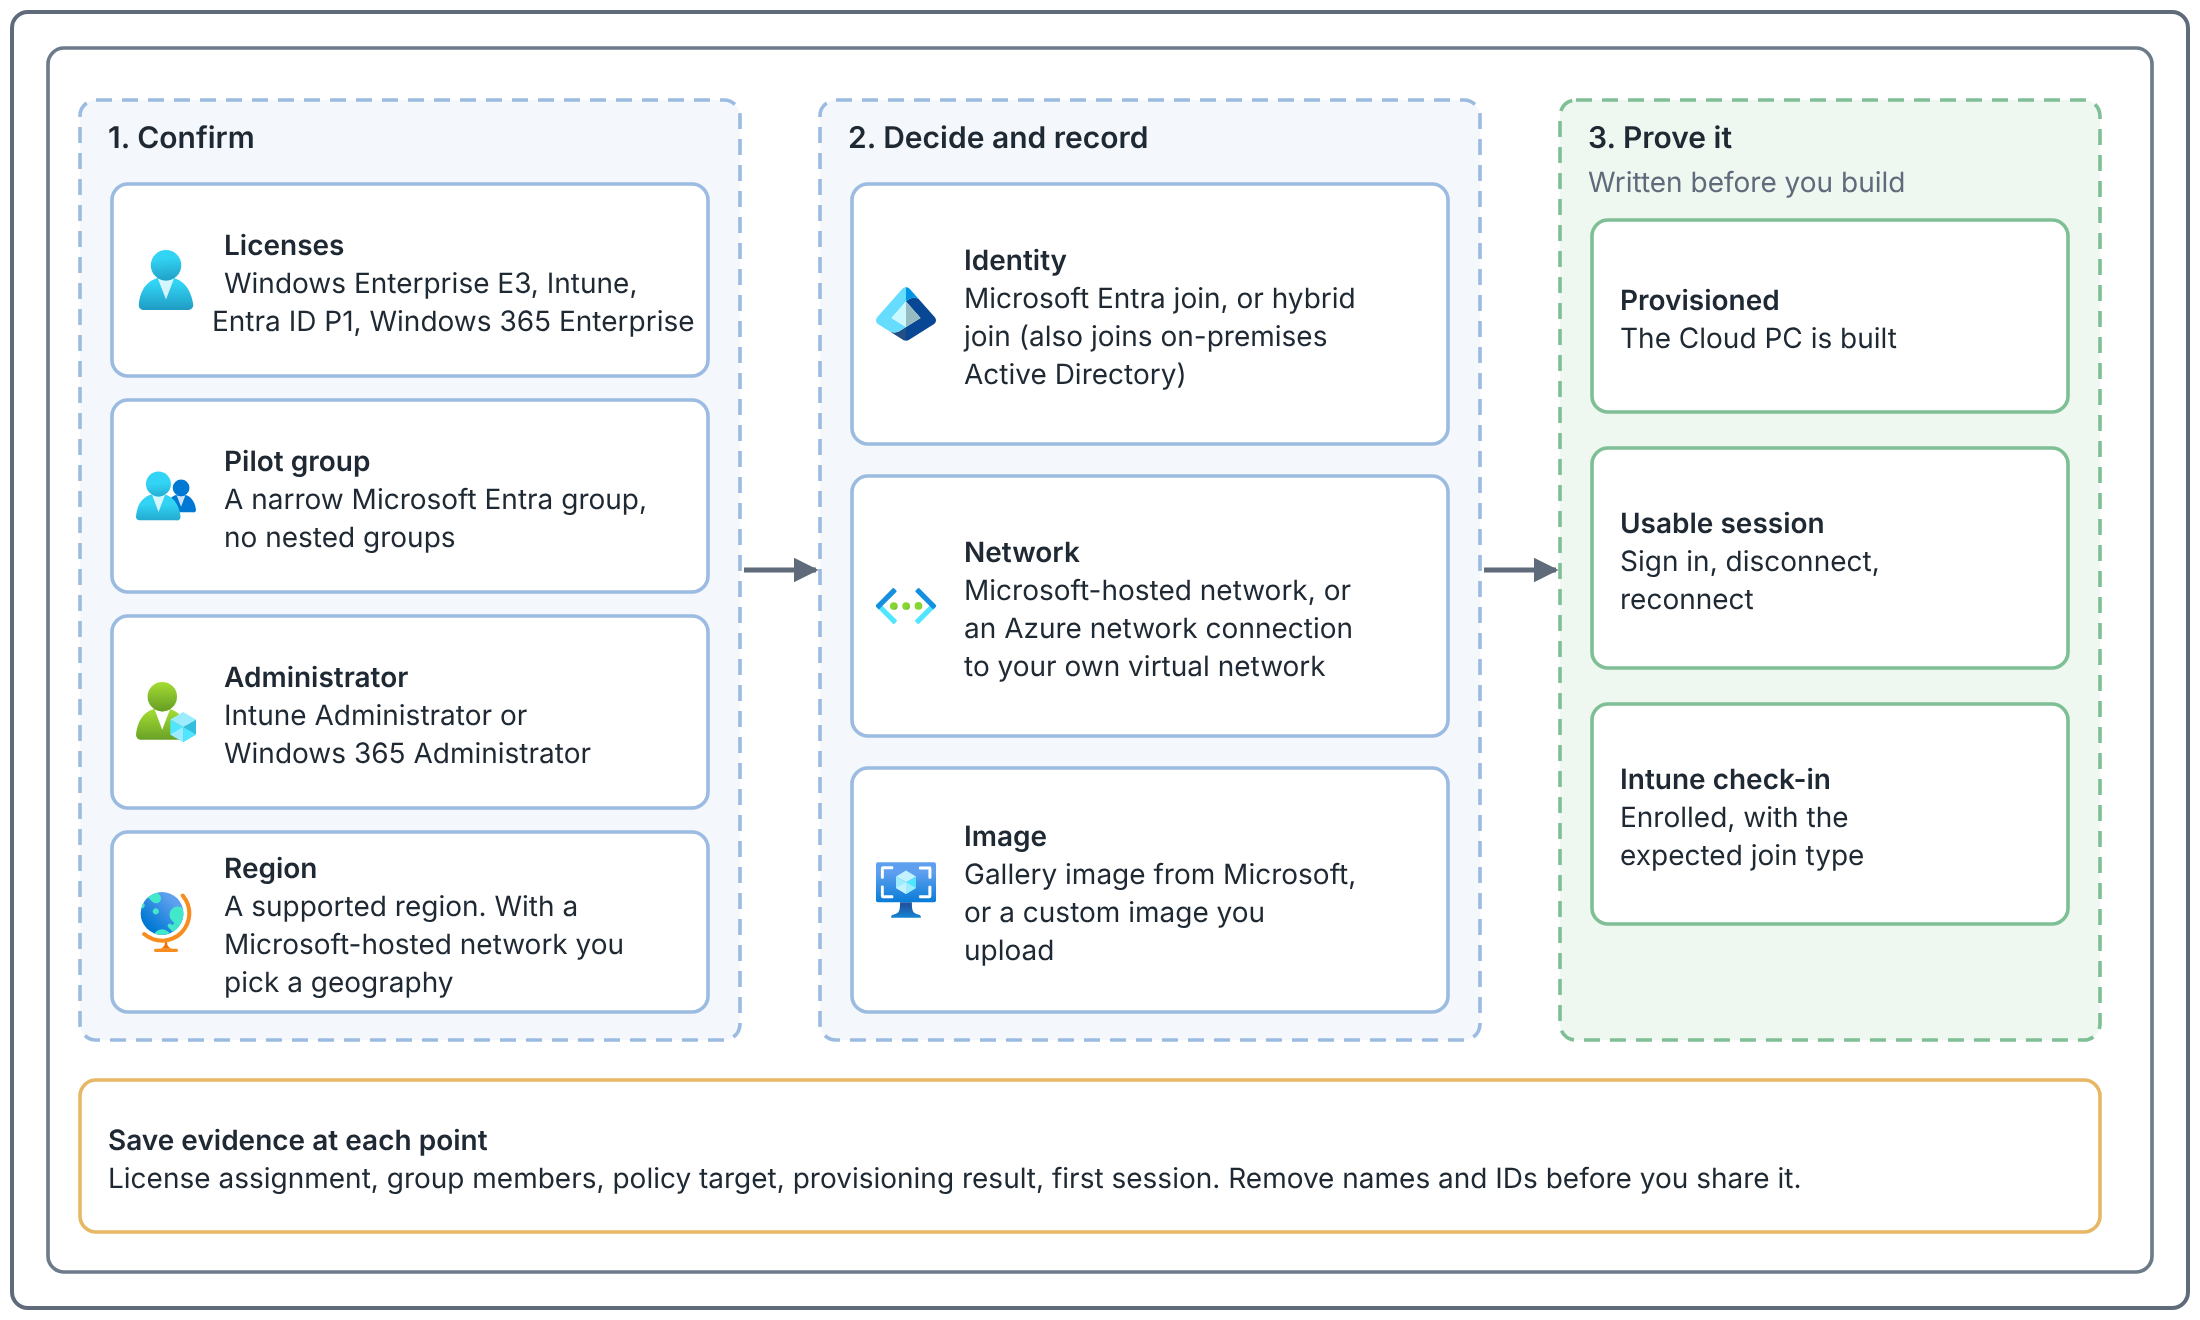 1. Confirm
Licenses
Windows Enterprise E3, Intune,
Entra ID P1, Windows 365 Enterprise
Pilot group
A narrow Microsoft Entra group,
no nested groups
Administrator
Intune Administrator or
Windows 365 Administrator
Region
A supported region. With a
Microsoft-hosted network you
pick a geography
2. Decide and record
Identity
Microsoft Entra join, or hybrid
join (also joins on-premises
Active Directory)
Network
Microsoft-hosted network, or
an Azure network connection
to your own virtual network
Image
Gallery image from Microsoft,
or a custom image you
upload
3. Prove it
Written before you build
Provisioned
The Cloud PC is built
Usable session
Sign in, disconnect,
reconnect
Intune check-in
Enrolled, with the
expected join type
Save evidence at each point
License assignment, group members, policy target, provisioning result, first session. Remove names and IDs before you share it.